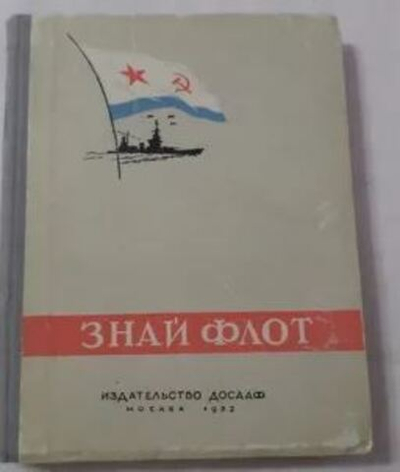 ЗНАЙ ФЛОТ
ИЗДАТЕЛЬСТВО ДОСААФ
МОСКВА 1952